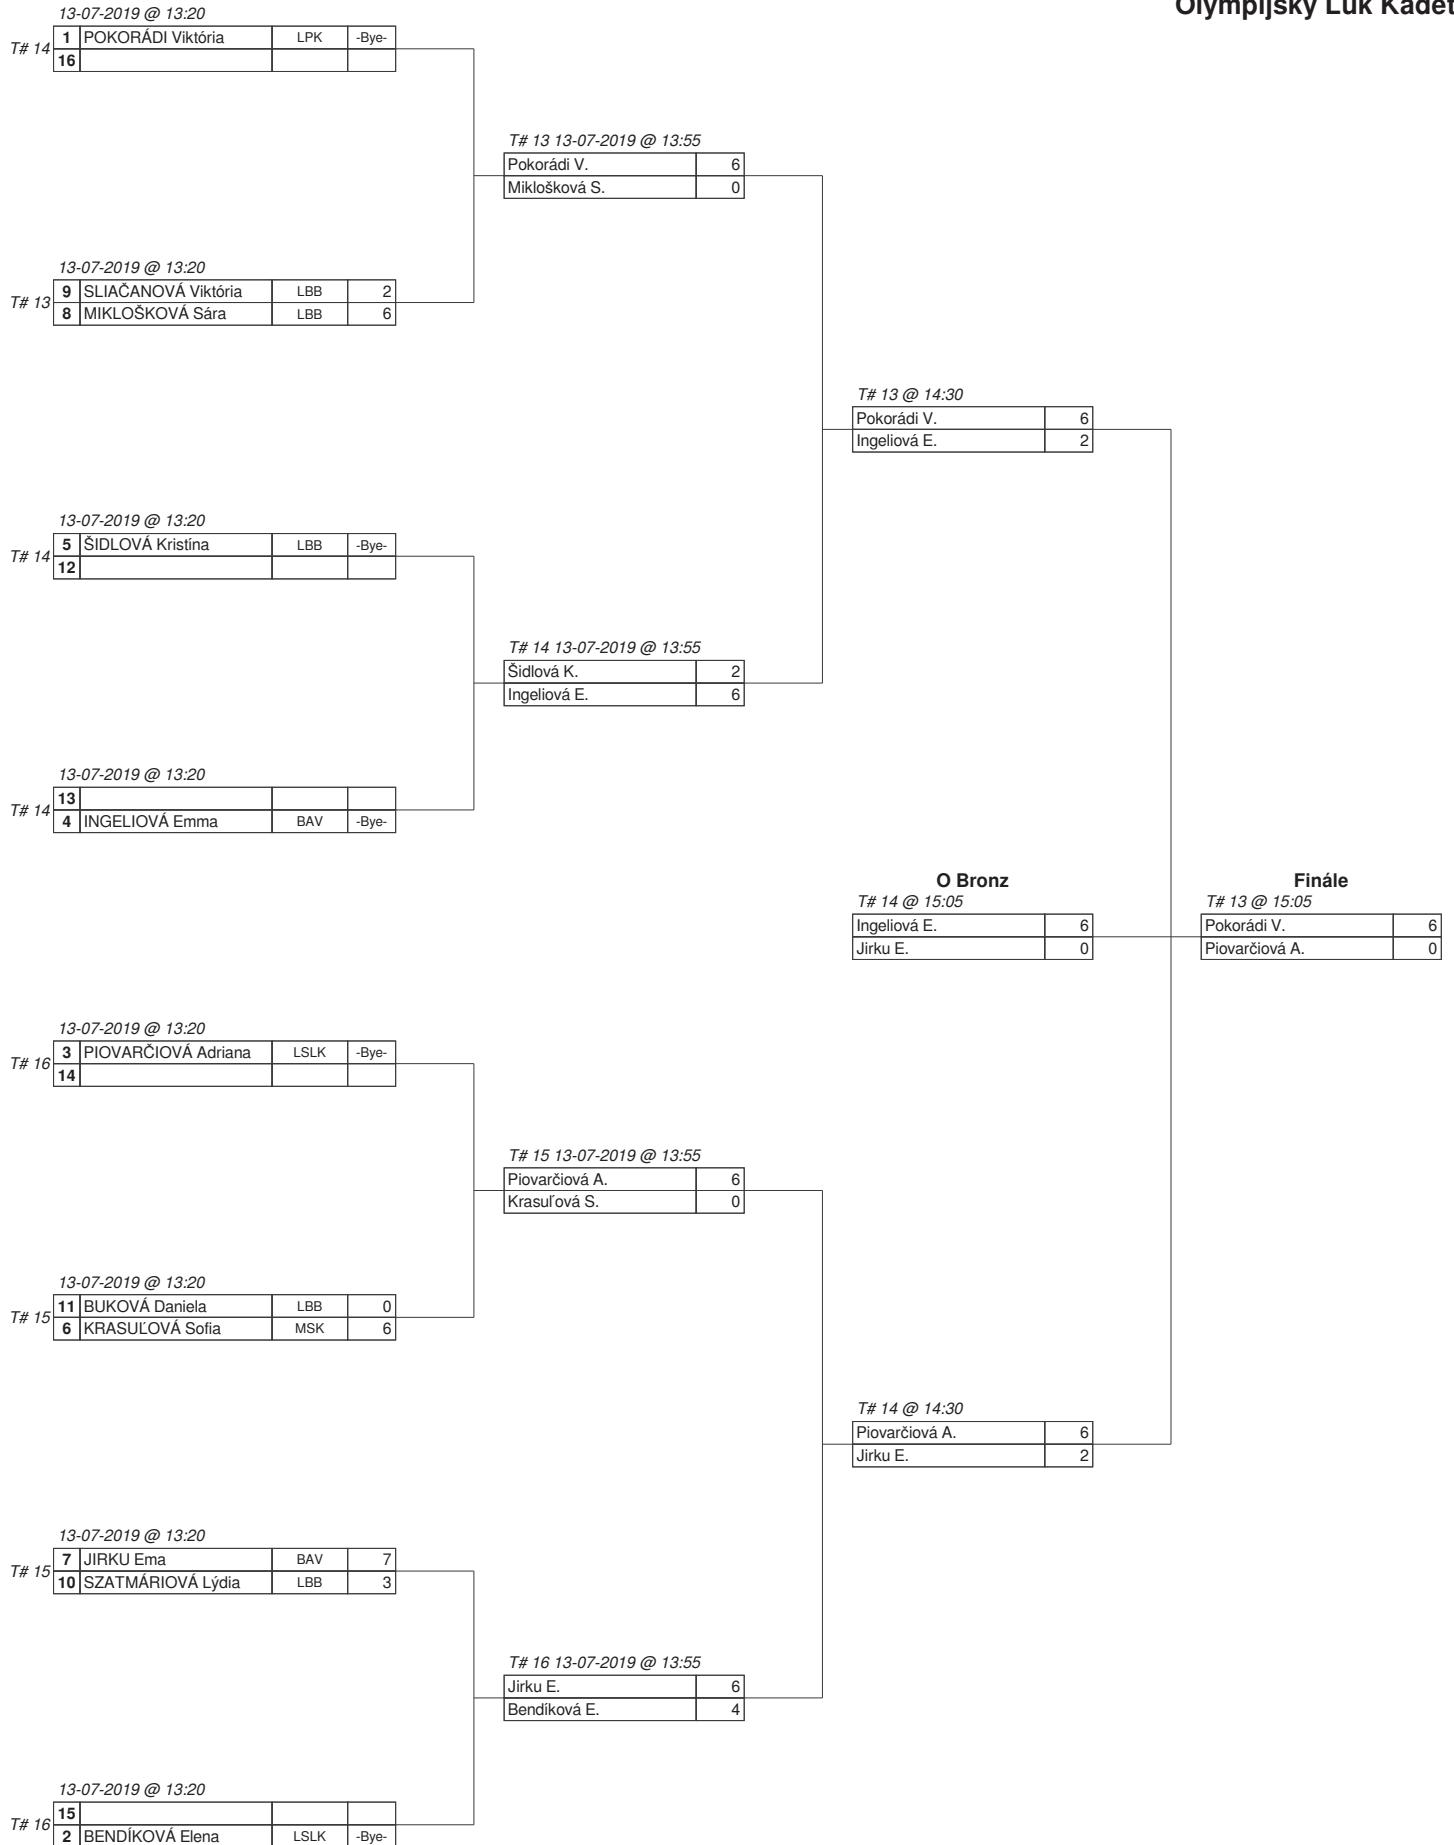 Olympijský Luk Kadet
13-07-2019 @ 13:20
T# 14
1 POKORÁDI Viktória LPK -Bye-
16
T# 13 13-07-2019 @ 13:55
Pokorádi V. 6
Miklošková S. 0
13-07-2019 @ 13:20
T# 13
9 SLIAČANOVÁ Viktória LBB 2
8 MIKLOŠKOVÁ Sára LBB 6
T# 13 @ 14:30
Pokorádi V. 6
Ingeliová E. 2
13-07-2019 @ 13:20
T# 14
5 ŠIDLOVÁ Kristína LBB -Bye-
12
T# 14 13-07-2019 @ 13:55
Šidlová K. 2
Ingeliová E. 6
13-07-2019 @ 13:20
T# 14
13
4 INGELIOVÁ Emma BAV -Bye-
O Bronz
T# 14 @ 15:05
Ingeliová E. 6
Jirku E. 0
Finále
T# 13 @ 15:05
Pokorádi V. 6
Piovarčiová A. 0
13-07-2019 @ 13:20
T# 16
3 PIOVARČIOVÁ Adriana LSLK -Bye-
14
T# 15 13-07-2019 @ 13:55
Piovarčiová A. 6
Krasuľová S. 0
13-07-2019 @ 13:20
T# 15
11 BUKOVÁ Daniela LBB 0
6 KRASUĽOVÁ Sofia MSK 6
T# 14 @ 14:30
Piovarčiová A. 6
Jirku E. 2
13-07-2019 @ 13:20
T# 15
7 JIRKU Ema BAV 7
10 SZATMÁRIOVÁ Lýdia LBB 3
T# 16 13-07-2019 @ 13:55
Jirku E. 6
Bendíková E. 4
13-07-2019 @ 13:20
T# 16
15
2 BENDÍKOVÁ Elena LSLK -Bye-